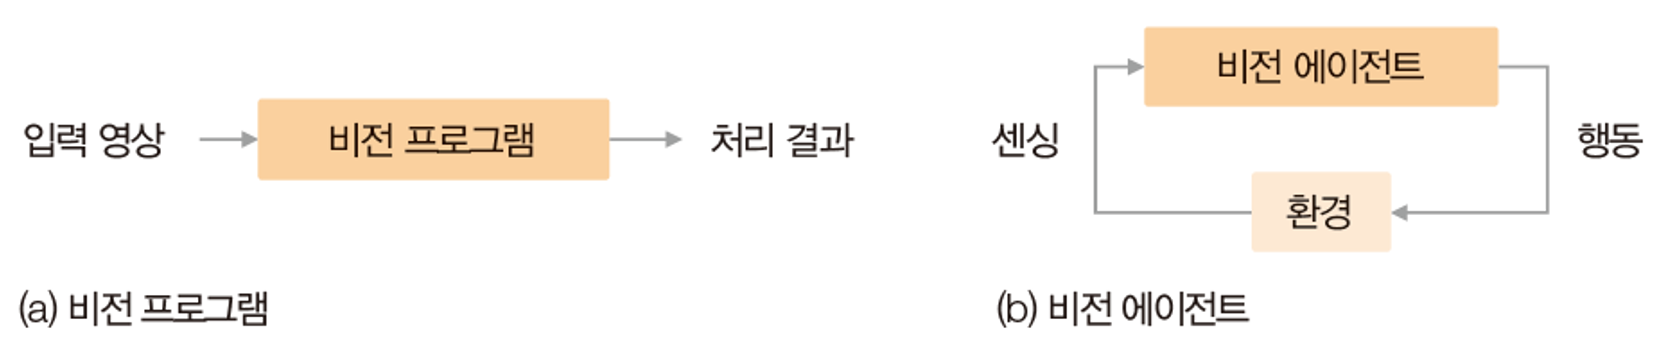 입력 영상
비전 프로그램
처리 결과
(a) 비전 프로그램
비전 에이전트
센싱
행동
환경
(b) 비전 에이전트